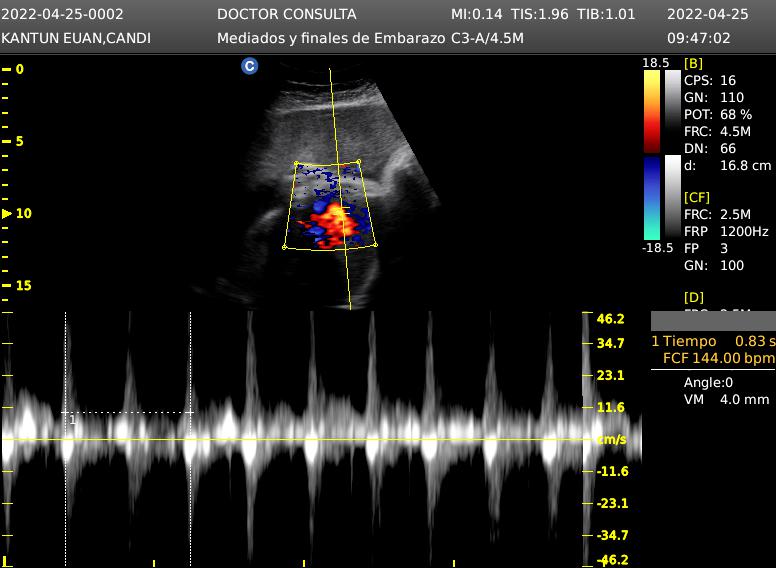 2022-04-25-0002 DOCTOR CONSULTA MI:0.14 TIS:1.96 TIB:1.01 2022-04-25
KANTUN EUAN,CANDI Mediados y finales de Embarazo C3-A/4.5M 09:47:02
C
0
5
10
15
18.5
-18.5
[B]
CPS: 16
GN: 110
POT: 68 %
FRC: 4.5M
DN: 66
d: 16.8 cm
[CF]
FRC: 2.5M
FRP 1200Hz
FP 3
GN: 100
[D]
1 Tiempo 0.83 s
FCF 144.00 bpm
Angle:0
VM 4.0 mm
46.2
34.7
23.1
11.6
cm/s
-11.6
-23.1
-34.7
-46.2
1